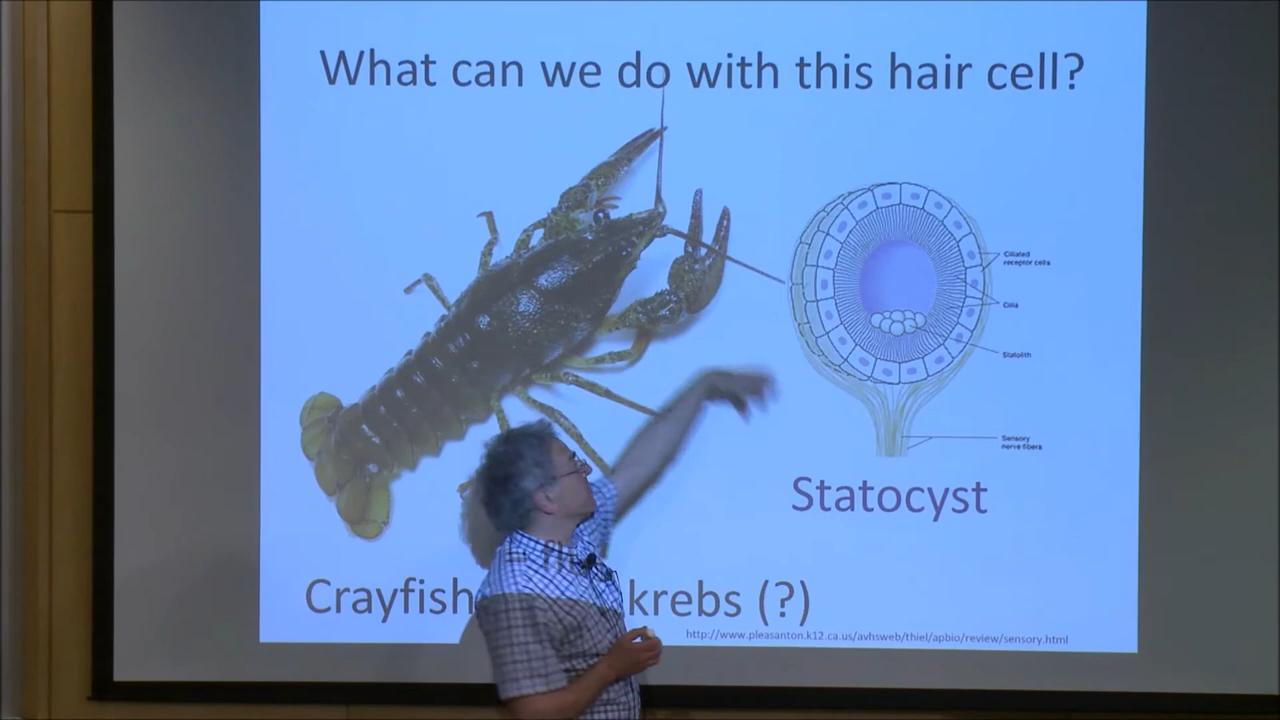 What can we do with this hair cell?
Ciliated
receptor cells
Cilia
Statolith
Sensory
nerve fibers
Statocyst
Crayfish krebs (?)
http://www.pleasanton.k12.ca.us/avhsweb/thiel/apbio/review/sensory.html